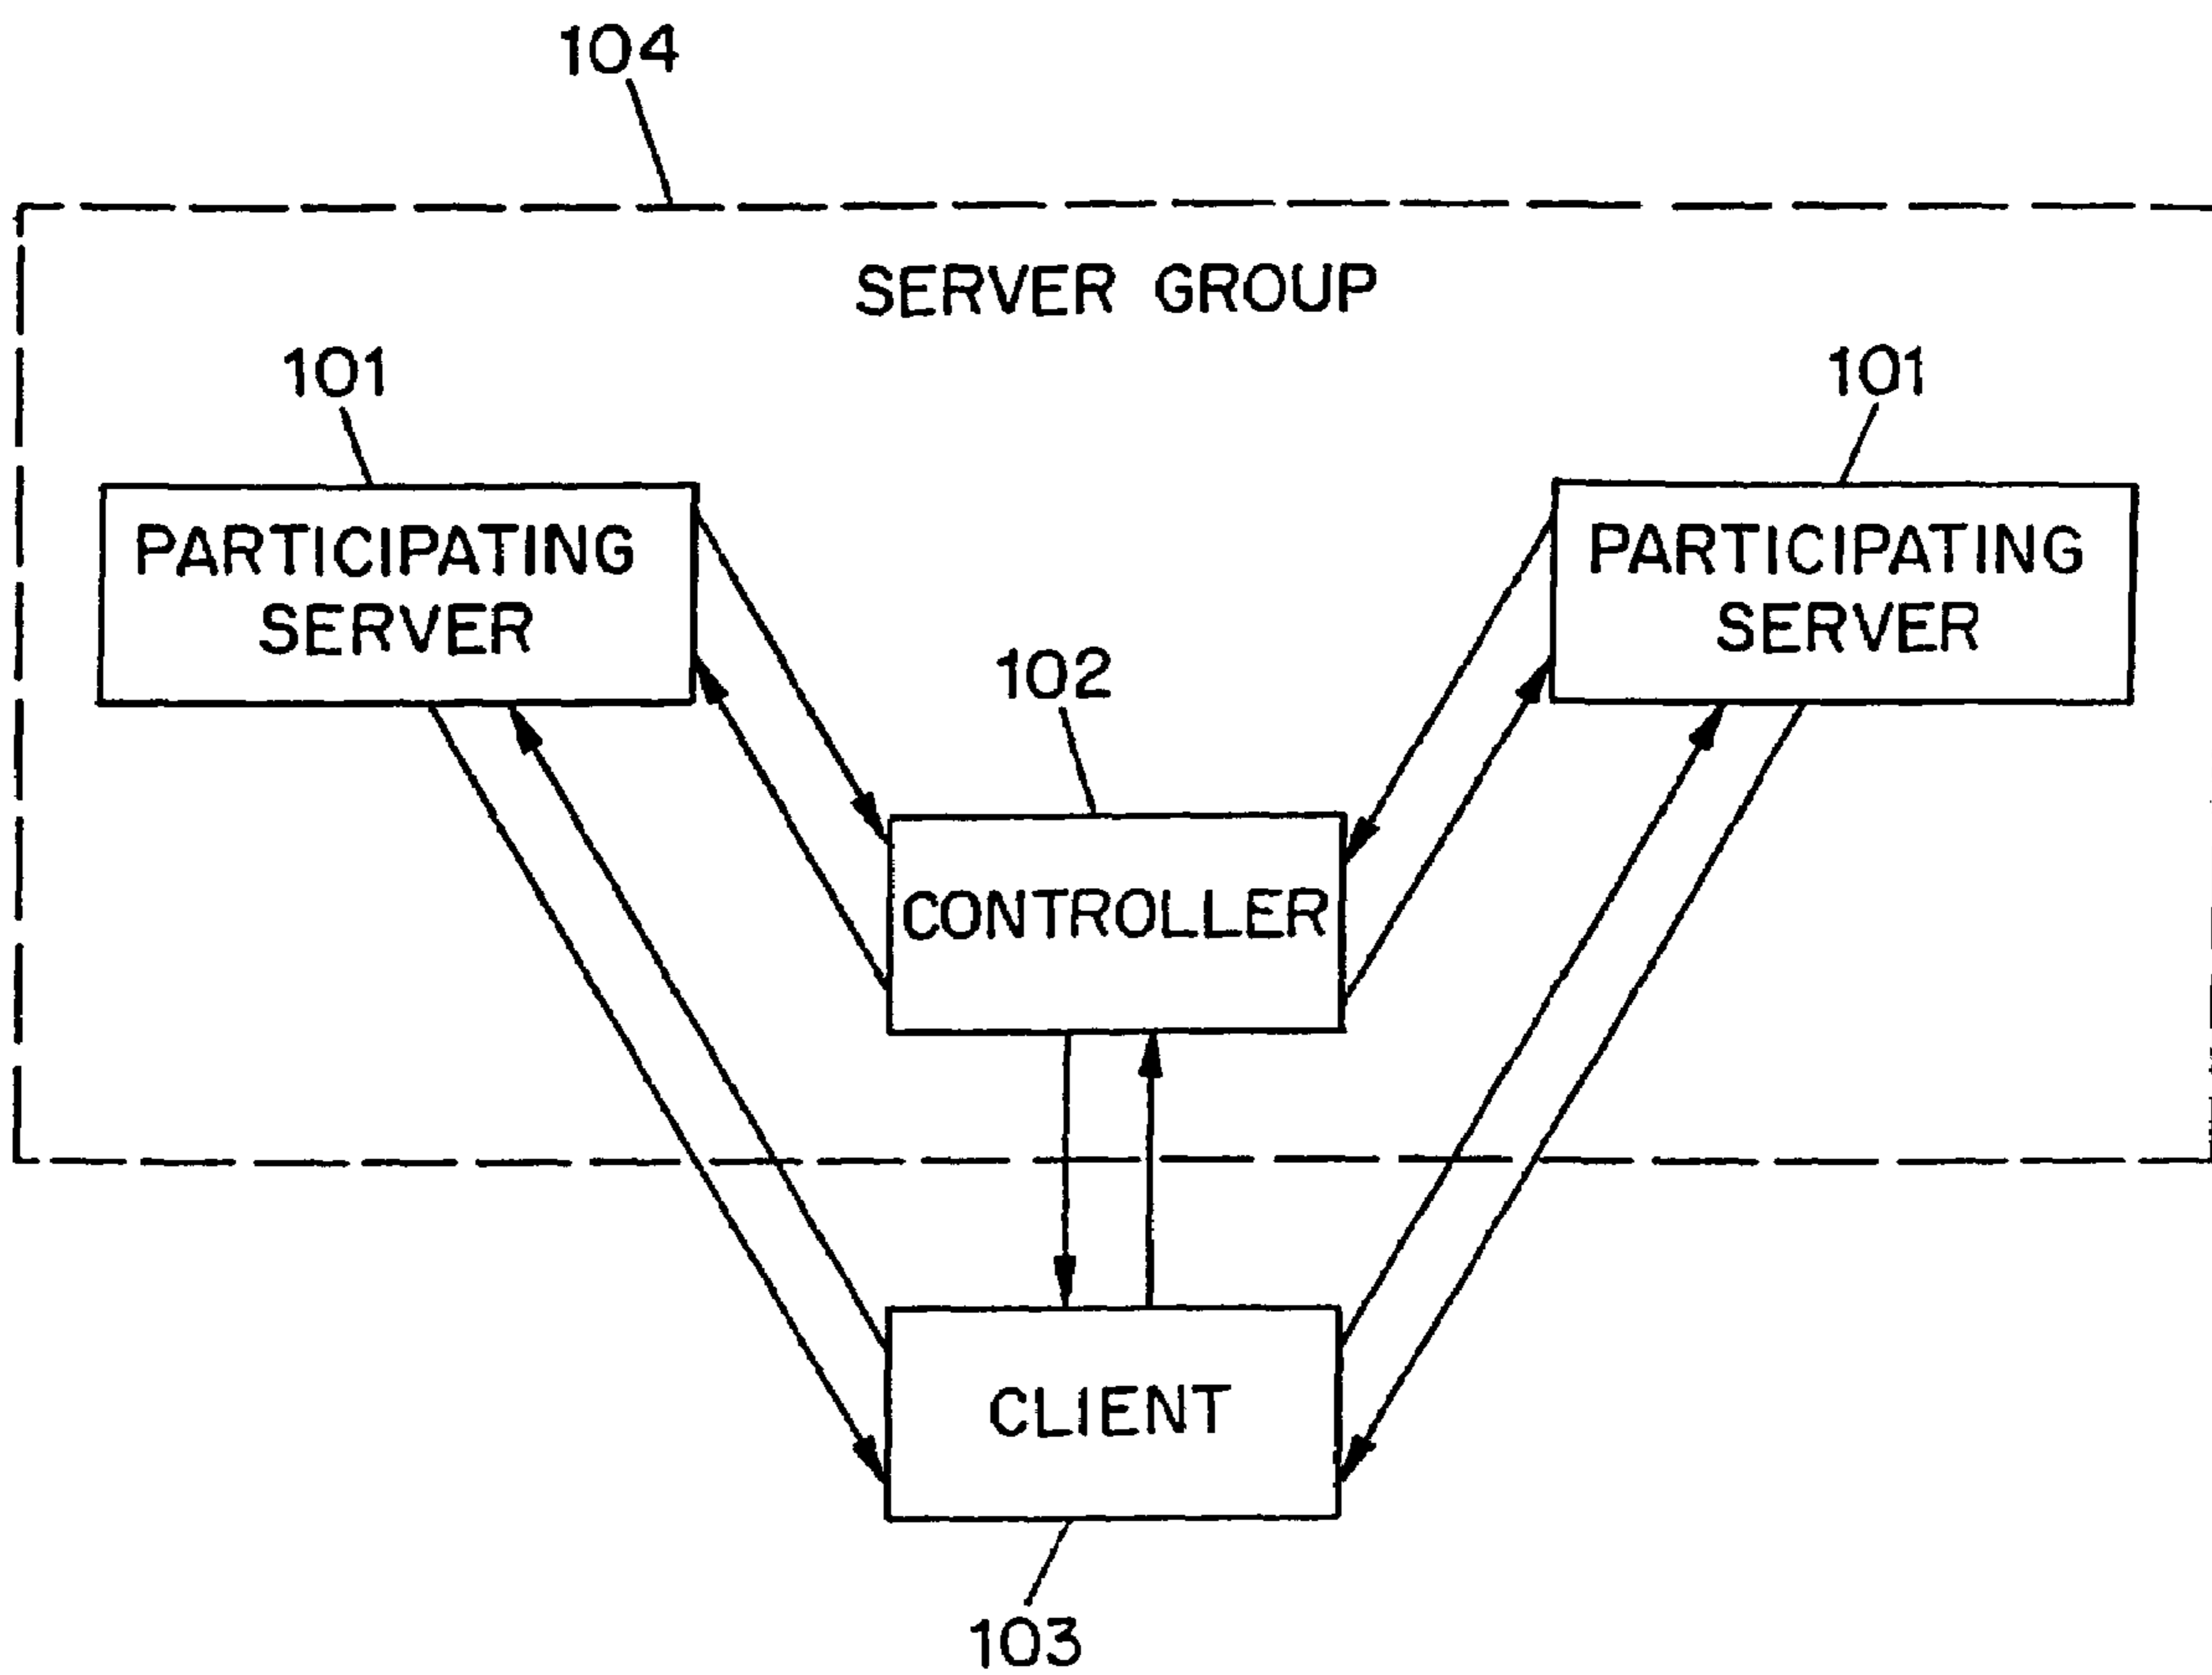 104
SERVER GROUP
101
101
PARTICIPATING
SERVER
PARTICIPATING
SERVER
102
CONTROLLER
CLIENT
103